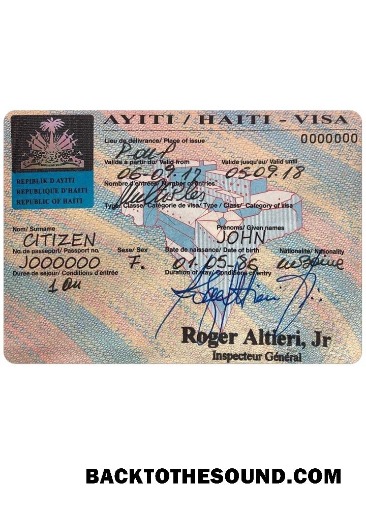 AYITI / HAITI - VISA
0000000
Lieu de délivrance/ Place of issue
P-au-P
Valide à partir du/ Valid from
Valide jusqu'au/ Valid until
06-09-17
05-09-18
Nombre d'entrées/ Number of entries
Multiples
Type/ Classe/ Catégorie de visa/ Type / Class/ Category of visa
REPIBLIK D'AYITI
REPUBLIQUE D'HAITI
REPUBLIC OF HAITI
Nom/ Surname
Prénoms/ Given names
CITIZEN
JOHN
No de passeport/ Passport no.
Sexe/ Sex
Date de naissance/ Date of birth
Nationalité/ Nationality
J000000
F.
01-05-86
Durée de séjour/ Conditions d'entrée
Duration of stay/ Conditions of entry
1 an
Roger Altieri, Jr
Inspecteur Général
BACKTOTHESOUND.COM